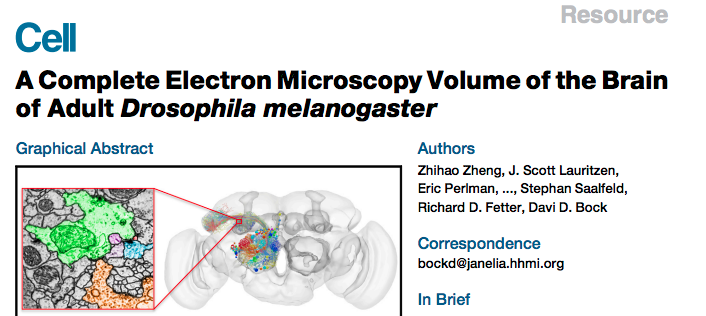 Resource
Cell
A Complete Electron Microscopy Volume of the Brain
of Adult Drosophila melanogaster
Graphical Abstract
Authors
Zhihao Zheng, J. Scott Lauritzen,
Eric Perlman, ..., Stephan Saalfeld,
Richard D. Fetter, Davi D. Bock
Correspondence
bockd@janelia.hhmi.org
In Brief